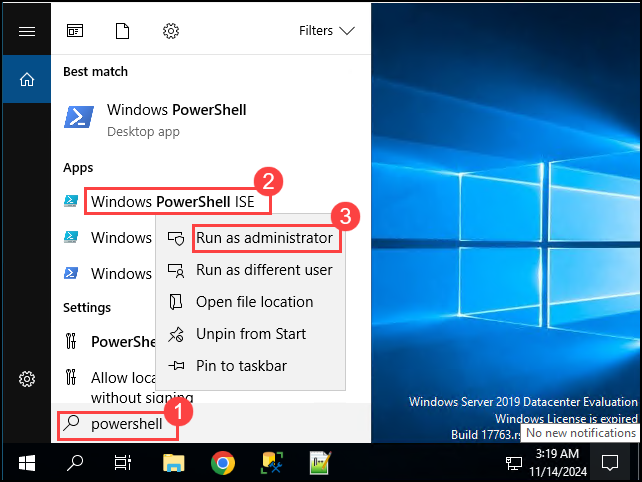 Filters
Best match
Windows PowerShell
Desktop app
Apps
2
Windows PowerShell ISE
3
Windows
Run as administrator
Windows
Run as different user
Settings
Open file location
PowerShe
Unpin from Start
Allow loca
Pin to taskbar
without signing
1
powershell
Windows Server 2019 Datacenter Evaluation
Windows License is expired
Build 17763.rs
No new notifications
3:19 AM
11/14/2024